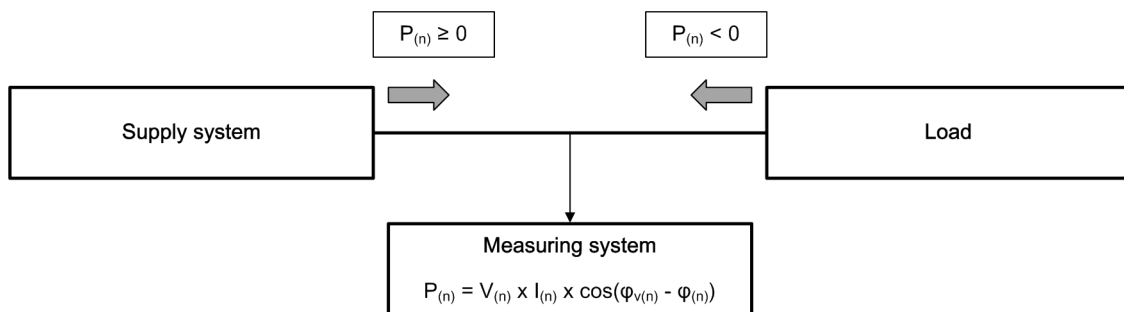 P₍ₙ₎ ≥ 0
P₍ₙ₎ < 0
Supply system
Load
Measuring system
P₍ₙ₎ = V₍ₙ₎ x I₍ₙ₎ x cos(φᵥ₍ₙ₎ - φ₍ₙ₎)